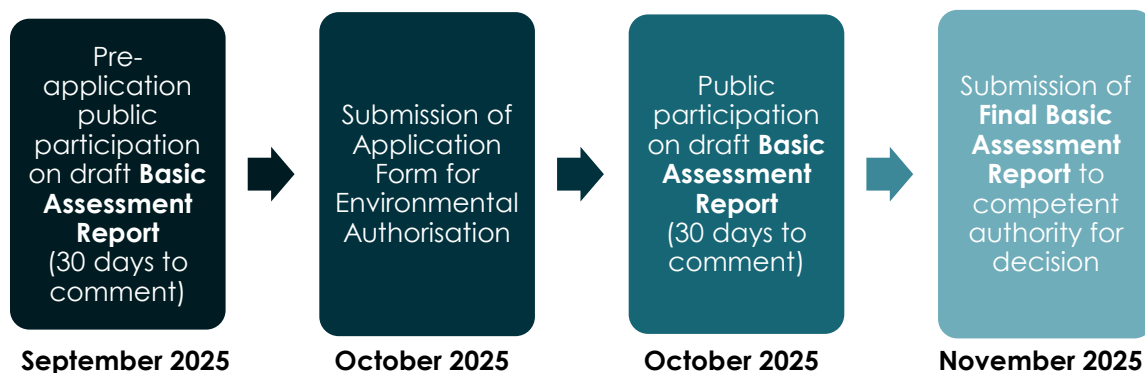 Pre-
application
public
participation
on draft Basic
Assessment
Report
(30 days to
comment)
September 2025
Submission of
Application
Form for
Environmental
Authorisation
October 2025
Public
participation
on draft Basic
Assessment
Report
(30 days to
comment)
October 2025
Submission of
Final Basic
Assessment
Report to
competent
authority for
decision
November 2025